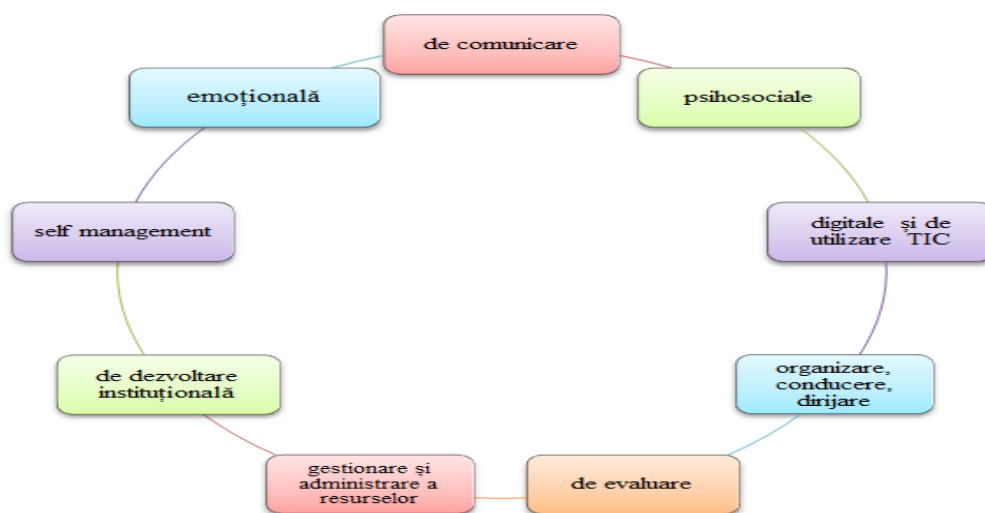 de comunicare
psihosociale
digitale și de
utilizare TIC
organizare,
conducere,
dirijare
de evaluare
gestionare și
administrare a
resurselor
de dezvoltare
instituțională
self management
emoțională